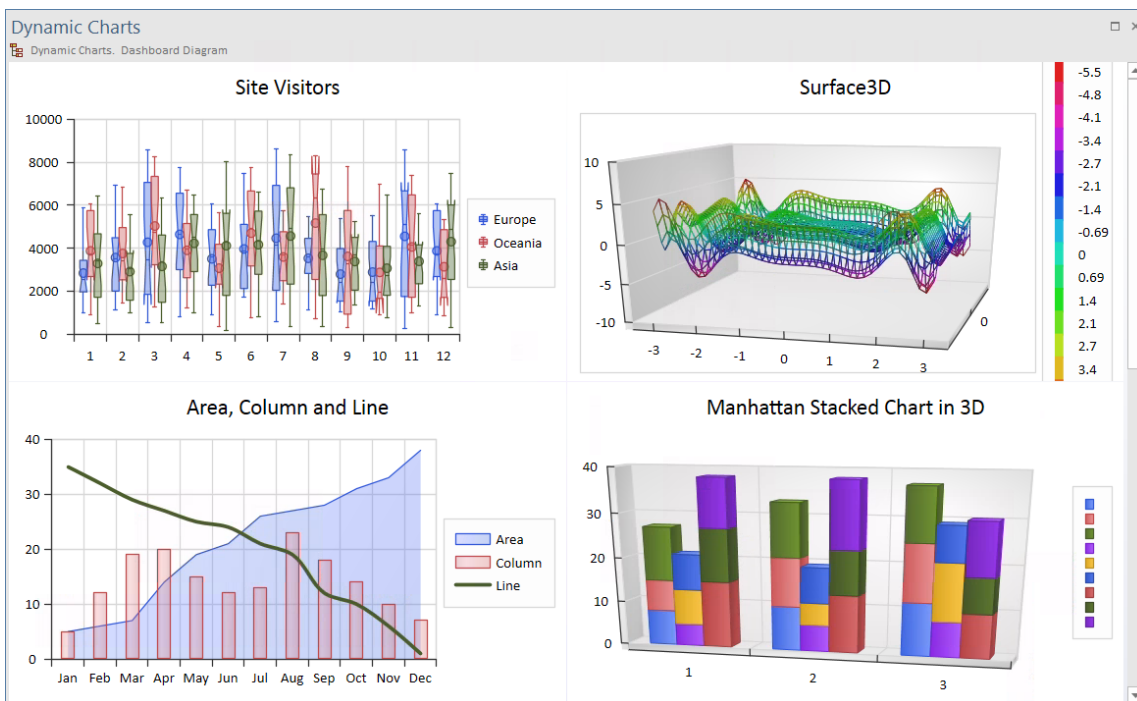 Dynamic Charts
Dynamic Charts. Dashboard Diagram
Site Visitors
10000
8000
6000
4000
2000
0
1 2 3 4 5 6 7 8 9 10 11 12
Europe
Oceania
Asia
Surface3D
10
5
0
-5
-10
-3 -2 -1 0 1 2 3
0
-5.5
-4.8
-4.1
-3.4
-2.7
-2.1
-1.4
-0.69
0
0.69
1.4
2.1
2.7
3.4
Area, Column and Line
40
30
20
10
0
Jan Feb Mar Apr May Jun Jul Aug Sep Oct Nov Dec
Area
Column
Line
Manhattan Stacked Chart in 3D
40
30
20
10
0
1 2 3